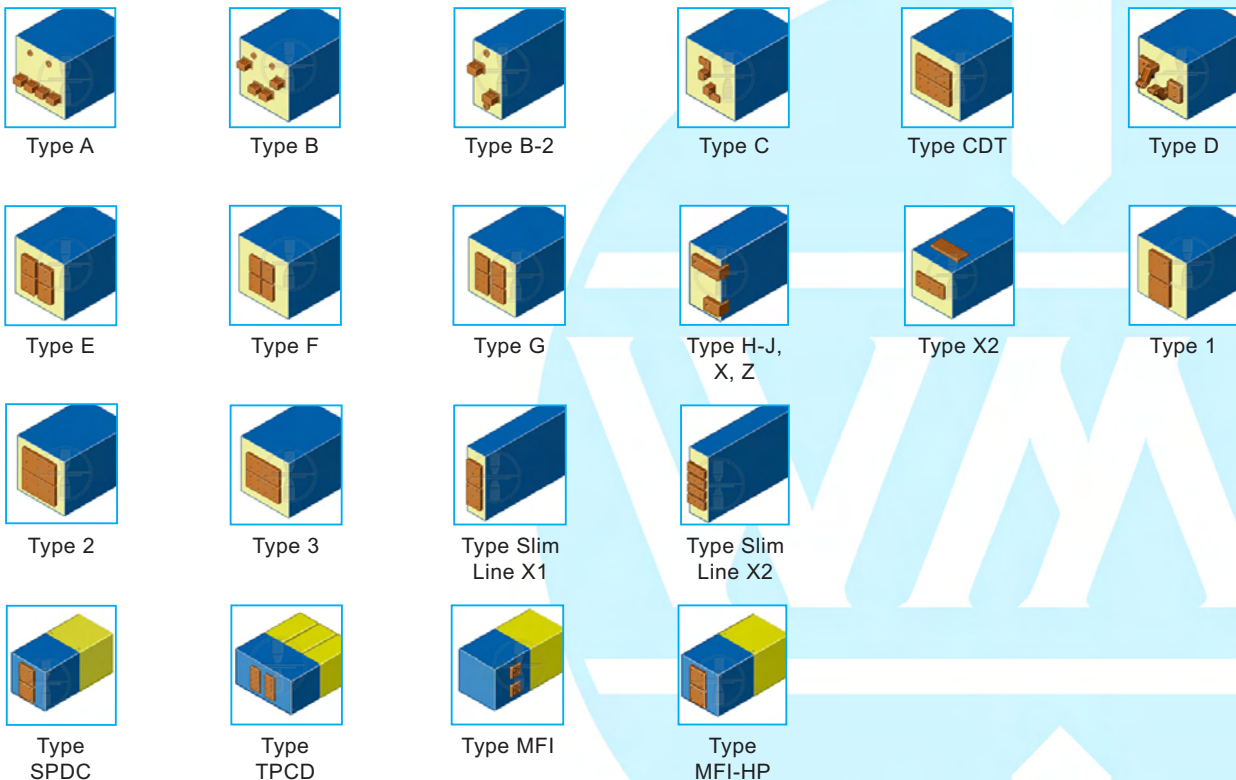 Type A
Type B
Type B-2
Type C
Type CDT
Type D
Type E
Type F
Type G
Type H-J,
X, Z
Type X2
Type 1
Type 2
Type 3
Type Slim
Line X1
Type Slim
Line X2
Type
SPDC
Type
TPCD
Type MFI
Type
MFI-HP
WM